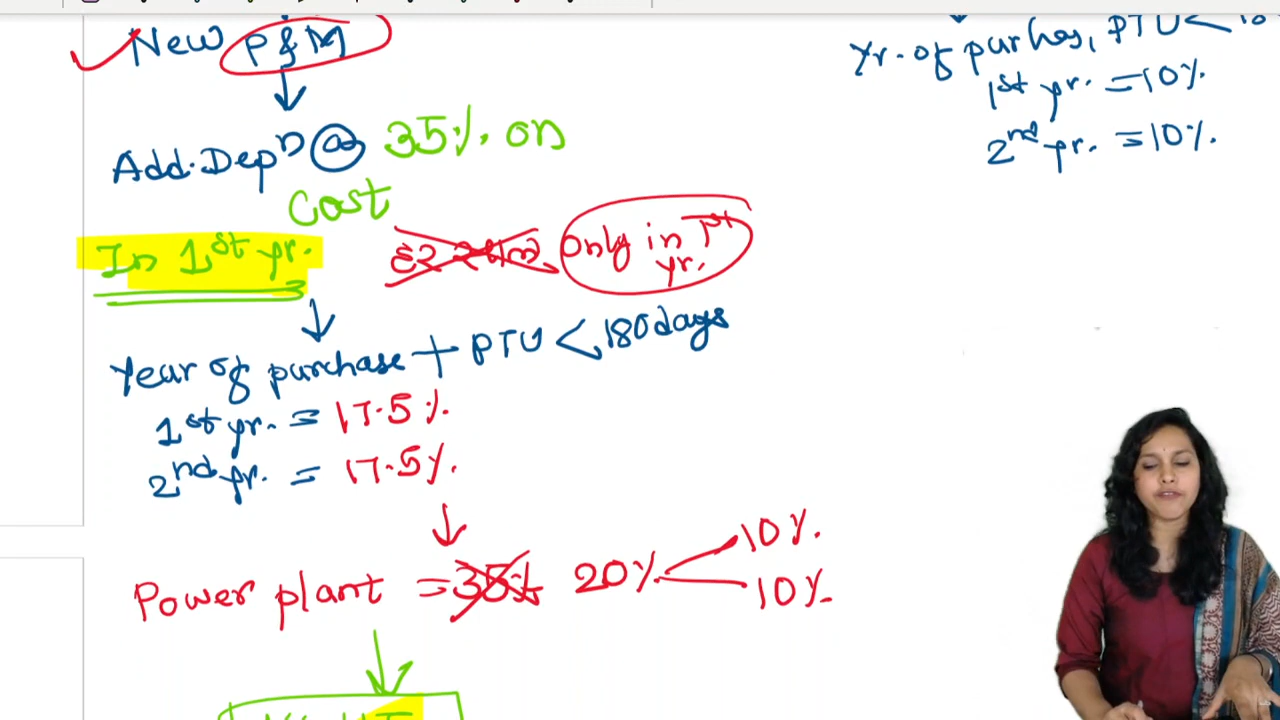 New P & M
Add. Depn @ 35% on
Cost
In 1st yr.
only in 1st
yr.
Year of purchase + PTU < 180 days
1st yr. = 17.5%
2nd yr. = 17.5%
Power plant = 35% 20% 10%
10%
Yr. of purhas, PTU < 18
1st yr. = 10%
2nd yr. = 10%